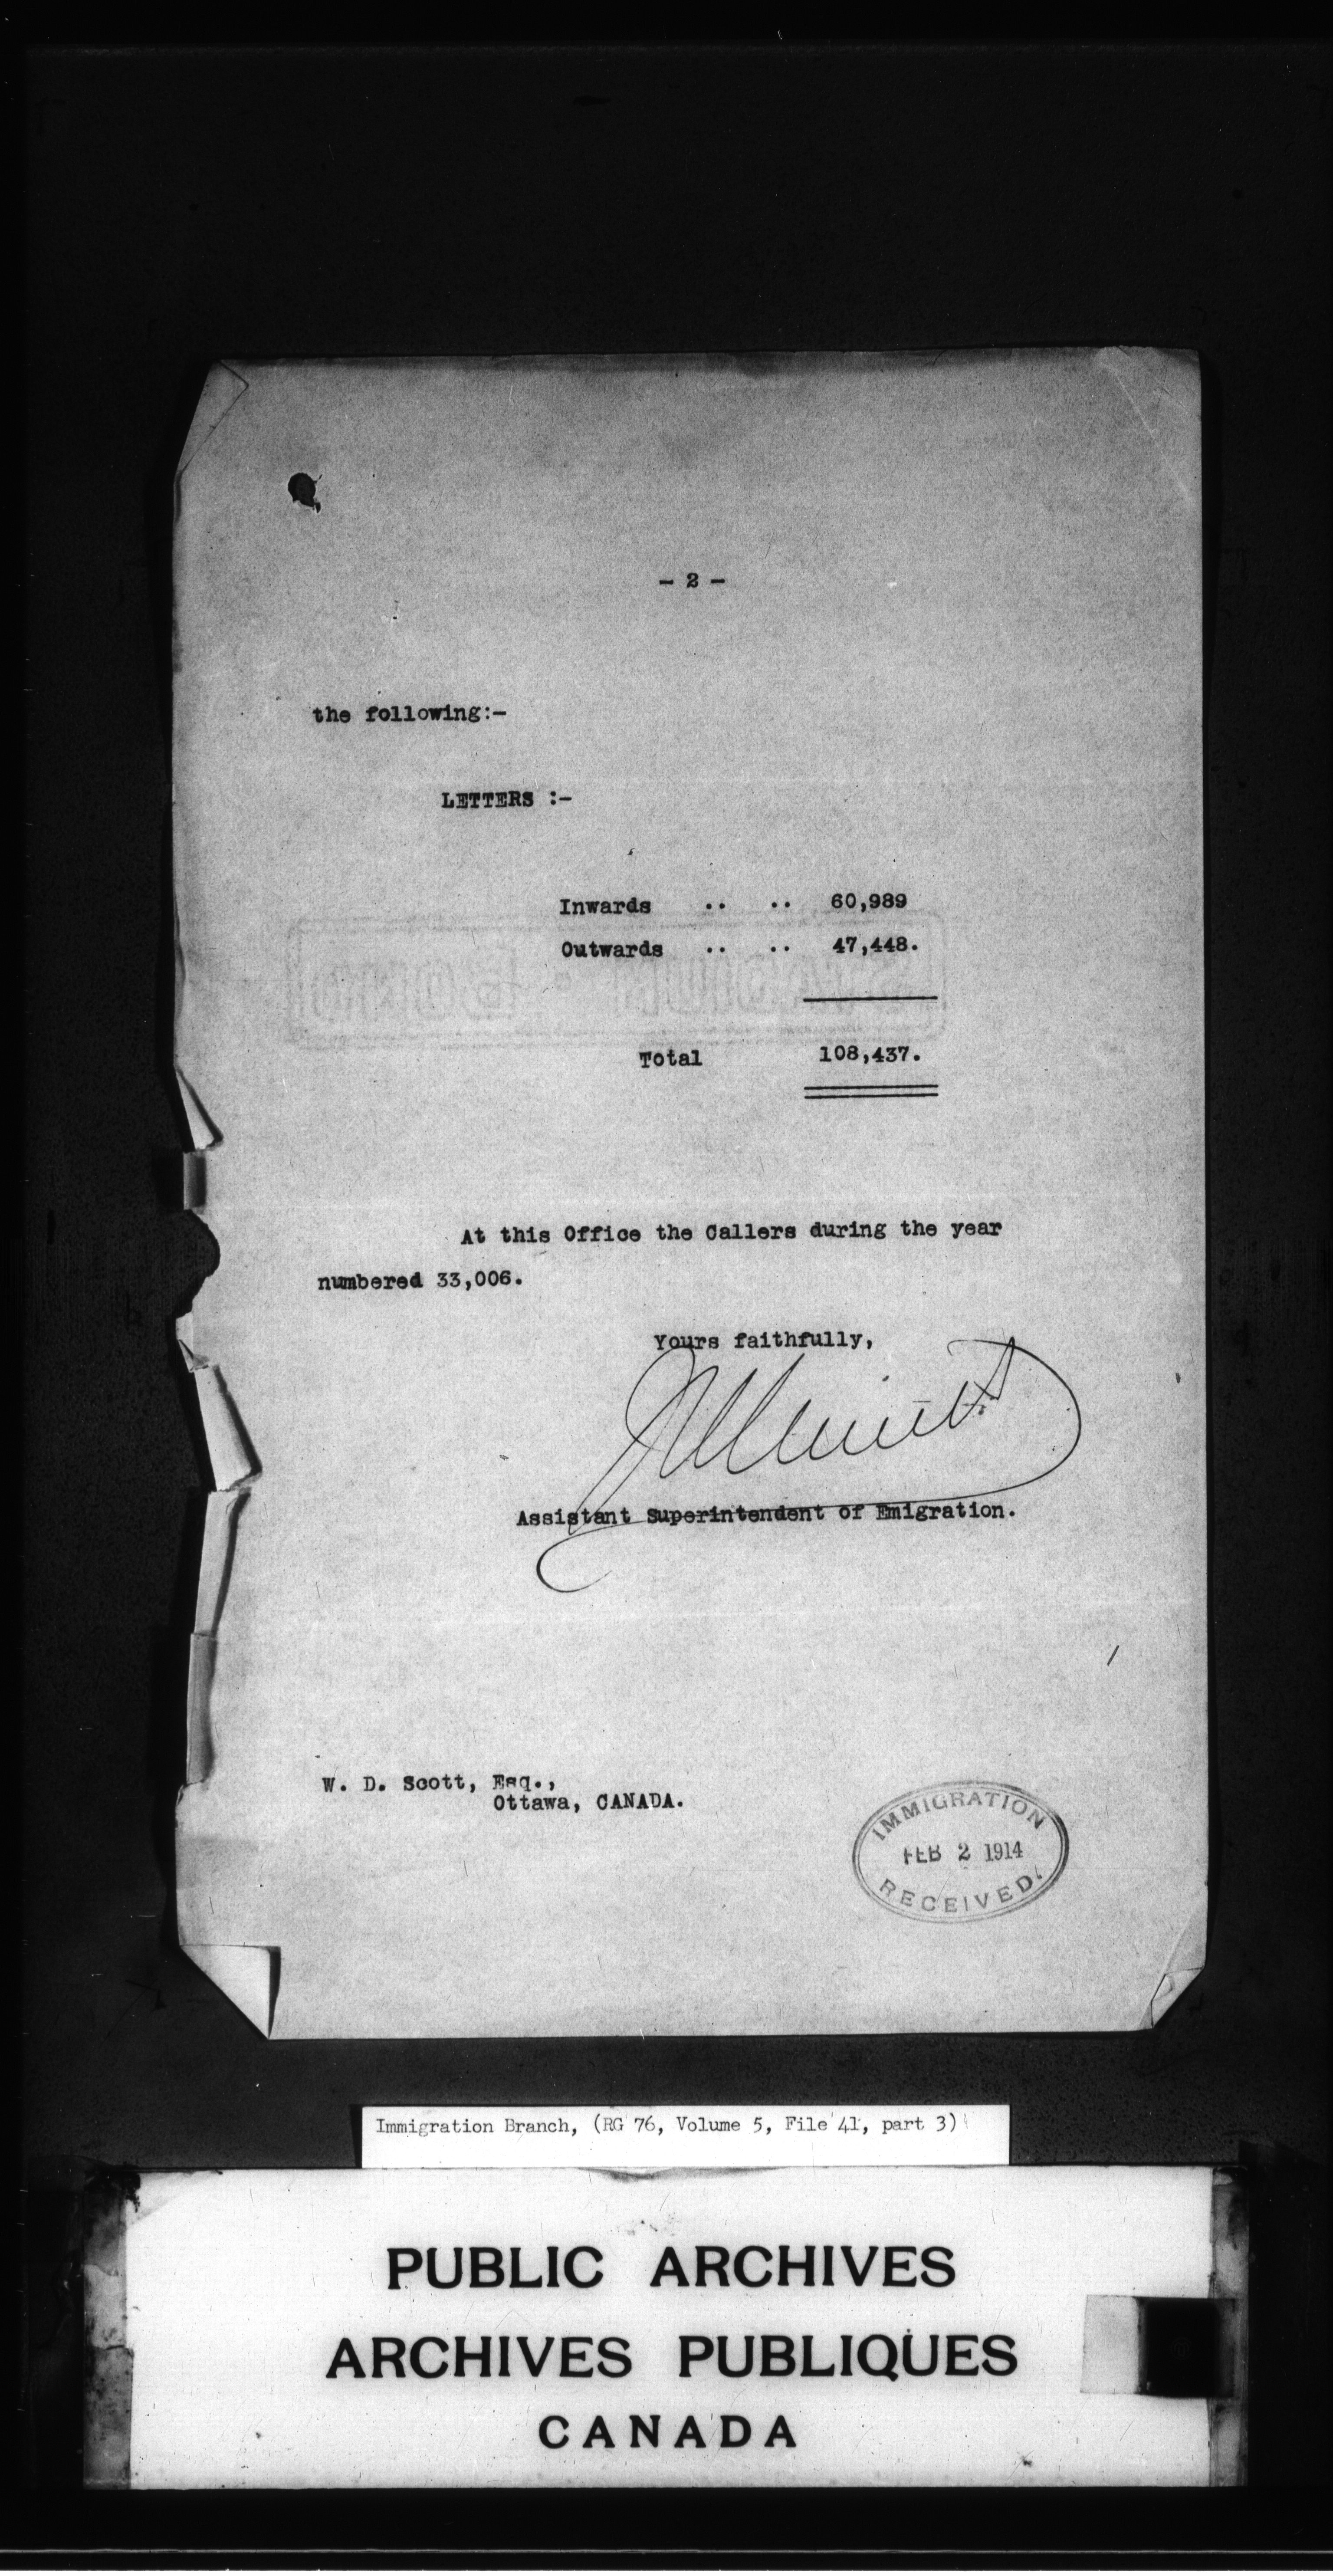 - 2 -
the following:-
LETTERS :-
Inwards .. .. 60,989
Outwards .. .. 47,448.
Total 108,437.
At this Office the Callers during the year
numbered 33,006.
Yours faithfully,
Assistant Superintendent of Emigration.
W. D. Scott, Esq.,
Ottawa, CANADA.
IMMIGRATION
FEB 2 1914
RECEIVED.
Immigration Branch, (RG 76, Volume 5, File 41, part 3)
PUBLIC ARCHIVES
ARCHIVES PUBLIQUES
CANADA